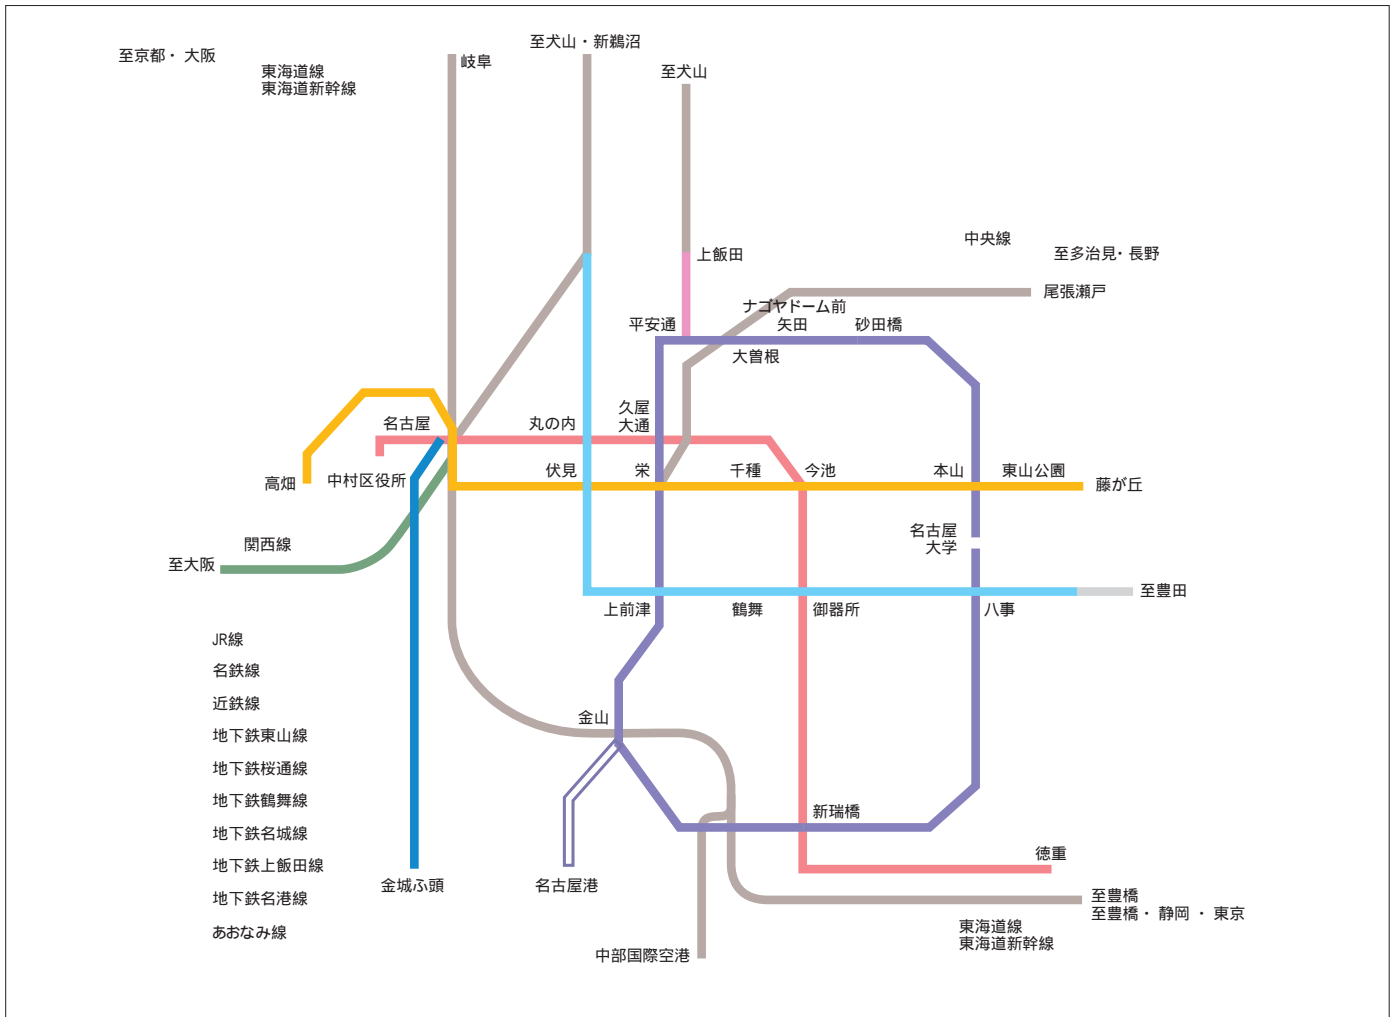 至京都・ 大阪
東海道線
東海道新幹線
岐阜
至犬山・新鵜沼
至犬山
中央線
至多治見・長野
上飯田
尾張瀬戸
ナゴヤドーム前
平安通
矢田
砂田橋
大曽根
久屋
大通
名古屋
丸の内
中村区役所
高畑
伏見
栄
千種
今池
本山
東山公園
藤が丘
名古屋
大学
関西線
至大阪
至豊田
上前津
鶴舞
御器所
八事
JR線
名鉄線
近鉄線
地下鉄東山線
地下鉄桜通線
地下鉄鶴舞線
地下鉄名城線
地下鉄上飯田線
地下鉄名港線
あおなみ線
金山
新瑞橋
徳重
金城ふ頭
名古屋港
至豊橋
至豊橋・ 静岡 ・ 東京
東海道線
東海道新幹線
中部国際空港